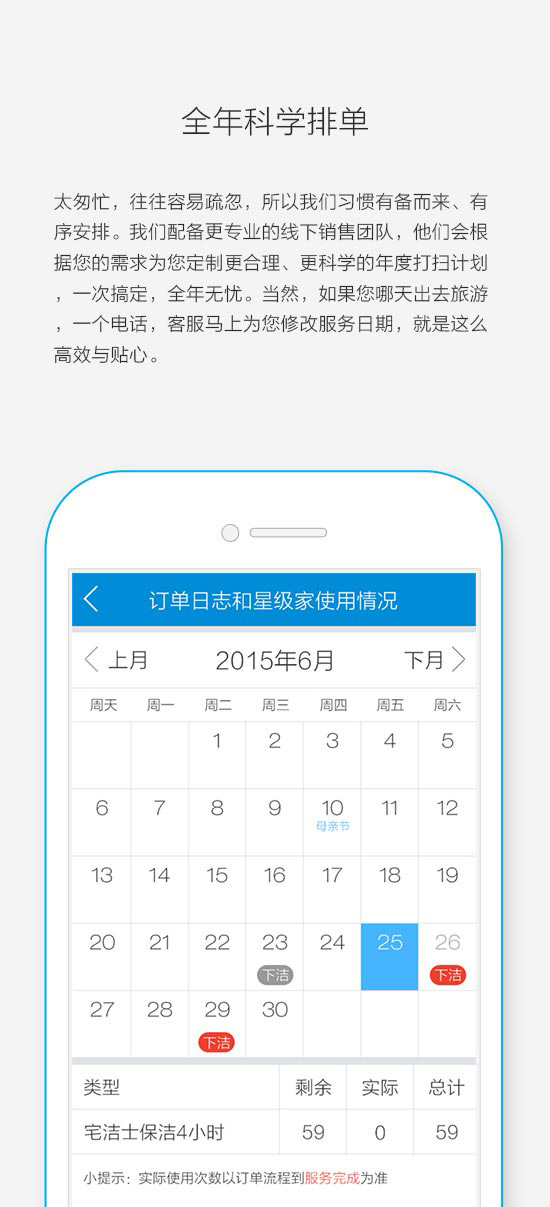 全年科学排单
太匆忙，往往容易疏忽，所以我们习惯有备而来、有
序安排。我们配备更专业的线下销售团队，他们会根
据您的需求为您定制更合理、更科学的年度打扫计划
，一次搞定，全年无忧。当然，如果您哪天出去旅游
，一个电话，客服马上为您修改服务日期，就是这么
高效与贴心。
订单日志和星级家使用情况
上月 2015年6月 下月
周天 周一 周二 周三 周四 周五 周六
1 2 3 4 5
6 7 8 9 10 11 12
母亲节
13 14 15 16 17 18 19
20 21 22 23 24 25 26
下洁 下洁
27 28 29 30
下洁
类型 剩余 实际 总计
宅洁士保洁4小时 59 0 59
小提示：实际使用次数以订单流程到服务完成为准